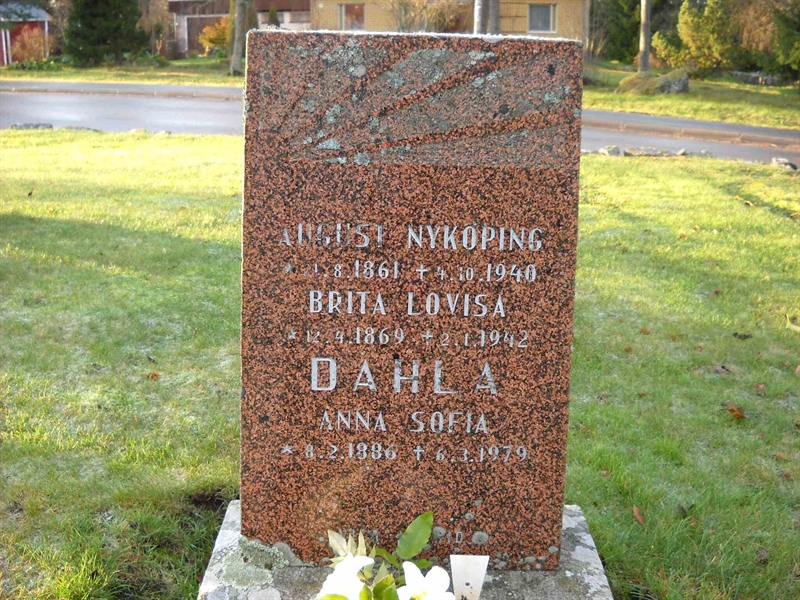 AUGUST NYKÖPING
* 1.8.1861 + 4.10.1940
BRITA LOVISA
* 12.4.1869 + 2.1.1942
DAHLA
ANNA SOFIA
* 8.2.1886 + 6.3.1979